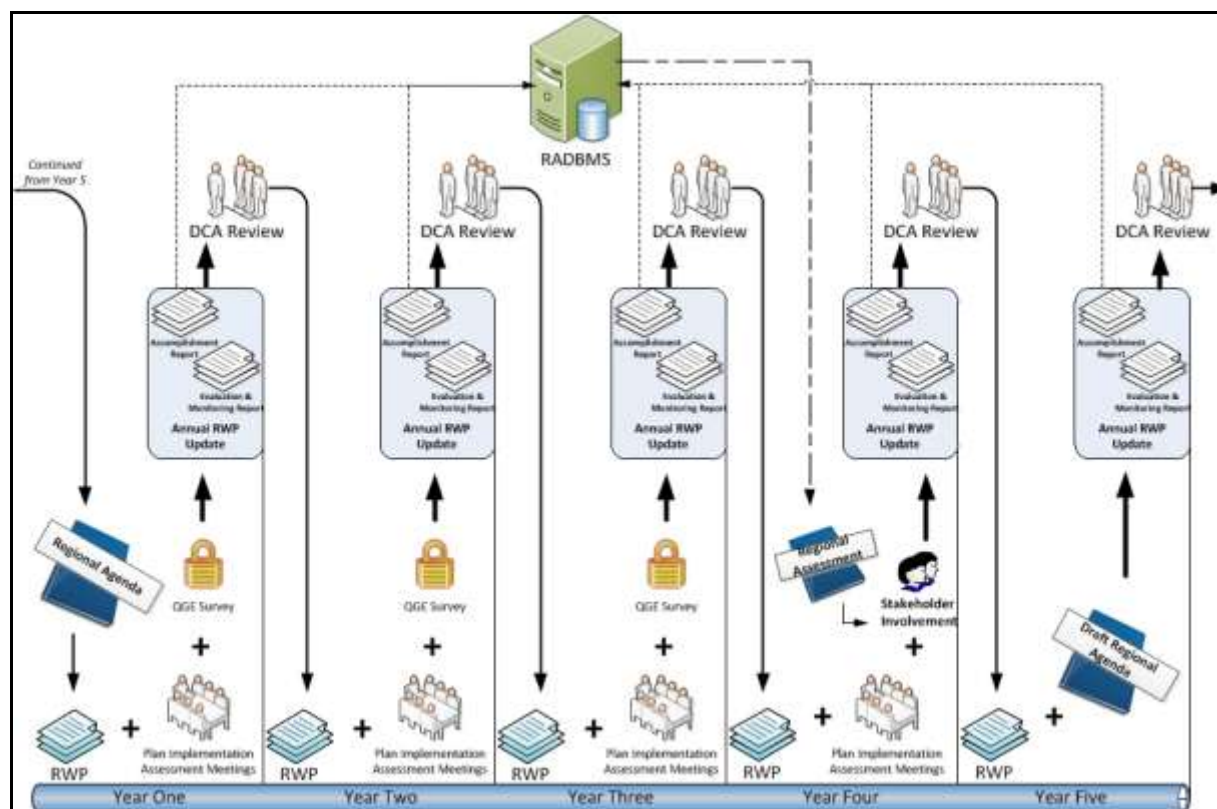 RADBMS
Continued
from Year 5
DCA Review
DCA Review
DCA Review
DCA Review
DCA Review
Accomplishment
Report
Evaluation &
Monitoring Report
Annual RWP
Update
Accomplishment
Report
Evaluation &
Monitoring Report
Annual RWP
Update
Accomplishment
Report
Evaluation &
Monitoring Report
Annual RWP
Update
Accomplishment
Report
Evaluation &
Monitoring Report
Annual RWP
Update
Accomplishment
Report
Evaluation &
Monitoring Report
Annual RWP
Update
Regional Agenda
QGE Survey
QGE Survey
QGE Survey
Regional
Assessment
Stakeholder
Involvement
Draft Regional
Agenda
+
+
+
+
RWP
+
Plan Implementation
Assessment Meetings
RWP
+
Plan Implementation
Assessment Meetings
RWP
+
Plan Implementation
Assessment Meetings
RWP
+
Plan Implementation
Assessment Meetings
RWP
+
Year One
Year Two
Year Three
Year Four
Year Five